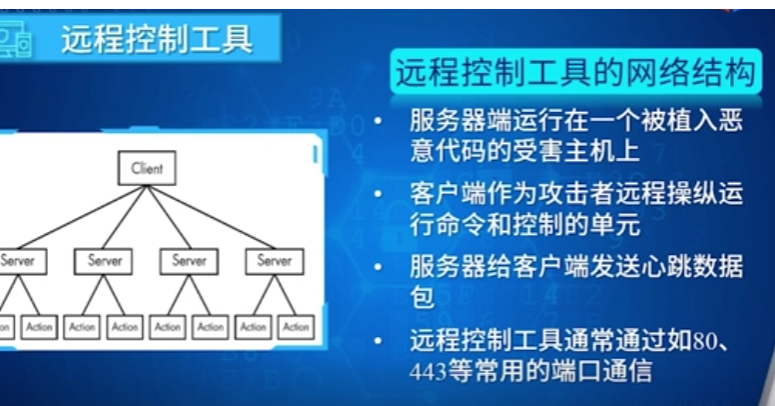 远程控制工具
远程控制工具的网络结构
• 服务器端运行在一个被植入恶
意代码的受害主机上
• 客户端作为攻击者远程操纵运
行命令和控制的单元
• 服务器给客户端发送心跳数据
包
• 远程控制工具通常通过如80、
443等常用的端口通信
Client
Server Server Server Server
on Action Action Action Action Action Action Action